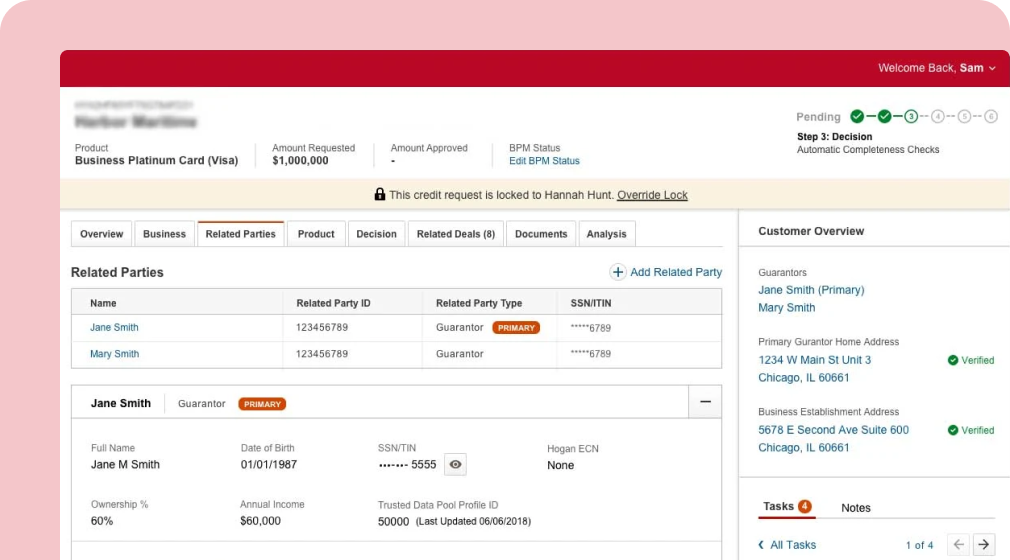 Welcome Back, Sam
Pending 3 4 5 6
Step 3: Decision
Automatic Completeness Checks
Product
Business Platinum Card (Visa)
Amount Requested
$1,000,000
Amount Approved
-
BPM Status
Edit BPM Status
This credit request is locked to Hannah Hunt. Override Lock
Overview Business Related Parties Product Decision Related Deals (8) Documents Analysis
Related Parties
Add Related Party
Name Related Party ID Related Party Type SSN/ITIN
Jane Smith 123456789 Guarantor PRIMARY *****6789
Mary Smith 123456789 Guarantor *****6789
Jane Smith Guarantor PRIMARY
Full Name Date of Birth SSN/TIN Hogan ECN
Jane M Smith 01/01/1987 •••-••- 5555 None
Ownership % Annual Income Trusted Data Pool Profile ID
60% $60,000 50000 (Last Updated 06/06/2018)
Customer Overview
Guarantors
Jane Smith (Primary)
Mary Smith
Primary Gurantor Home Address
1234 W Main St Unit 3 Verified
Chicago, IL 60661
Business Establishment Address
5678 E Second Ave Suite 600 Verified
Chicago, IL 60661
Tasks 4 Notes
All Tasks 1 of 4